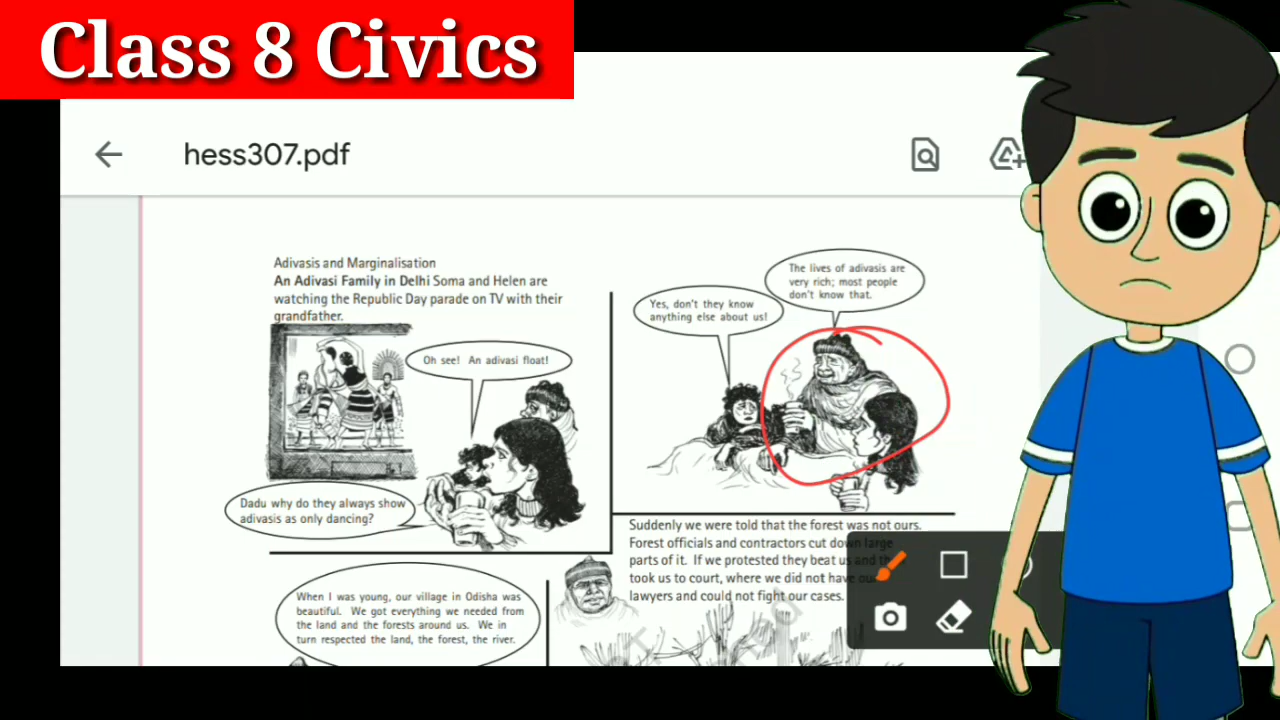 Class 8 Civics
hess307.pdf
Adivasis and Marginalisation
An Adivasi Family in Delhi Soma and Helen are
watching the Republic Day parade on TV with their
grandfather.
Oh see! An adivasi float!
Dadu why do they always show
adivasis as only dancing?
Yes, don't they know
anything else about us!
The lives of adivasis are
very rich; most people
don't know that.
When I was young, our village in Odisha was
beautiful. We got everything we needed from
the land and the forests around us. We in
turn respected the land, the forest, the river.
Suddenly we were told that the forest was not ours.
Forest officials and contractors cut down large
parts of it. If we protested they beat us and
took us to court, where we did not have
lawyers and could not fight our cases.